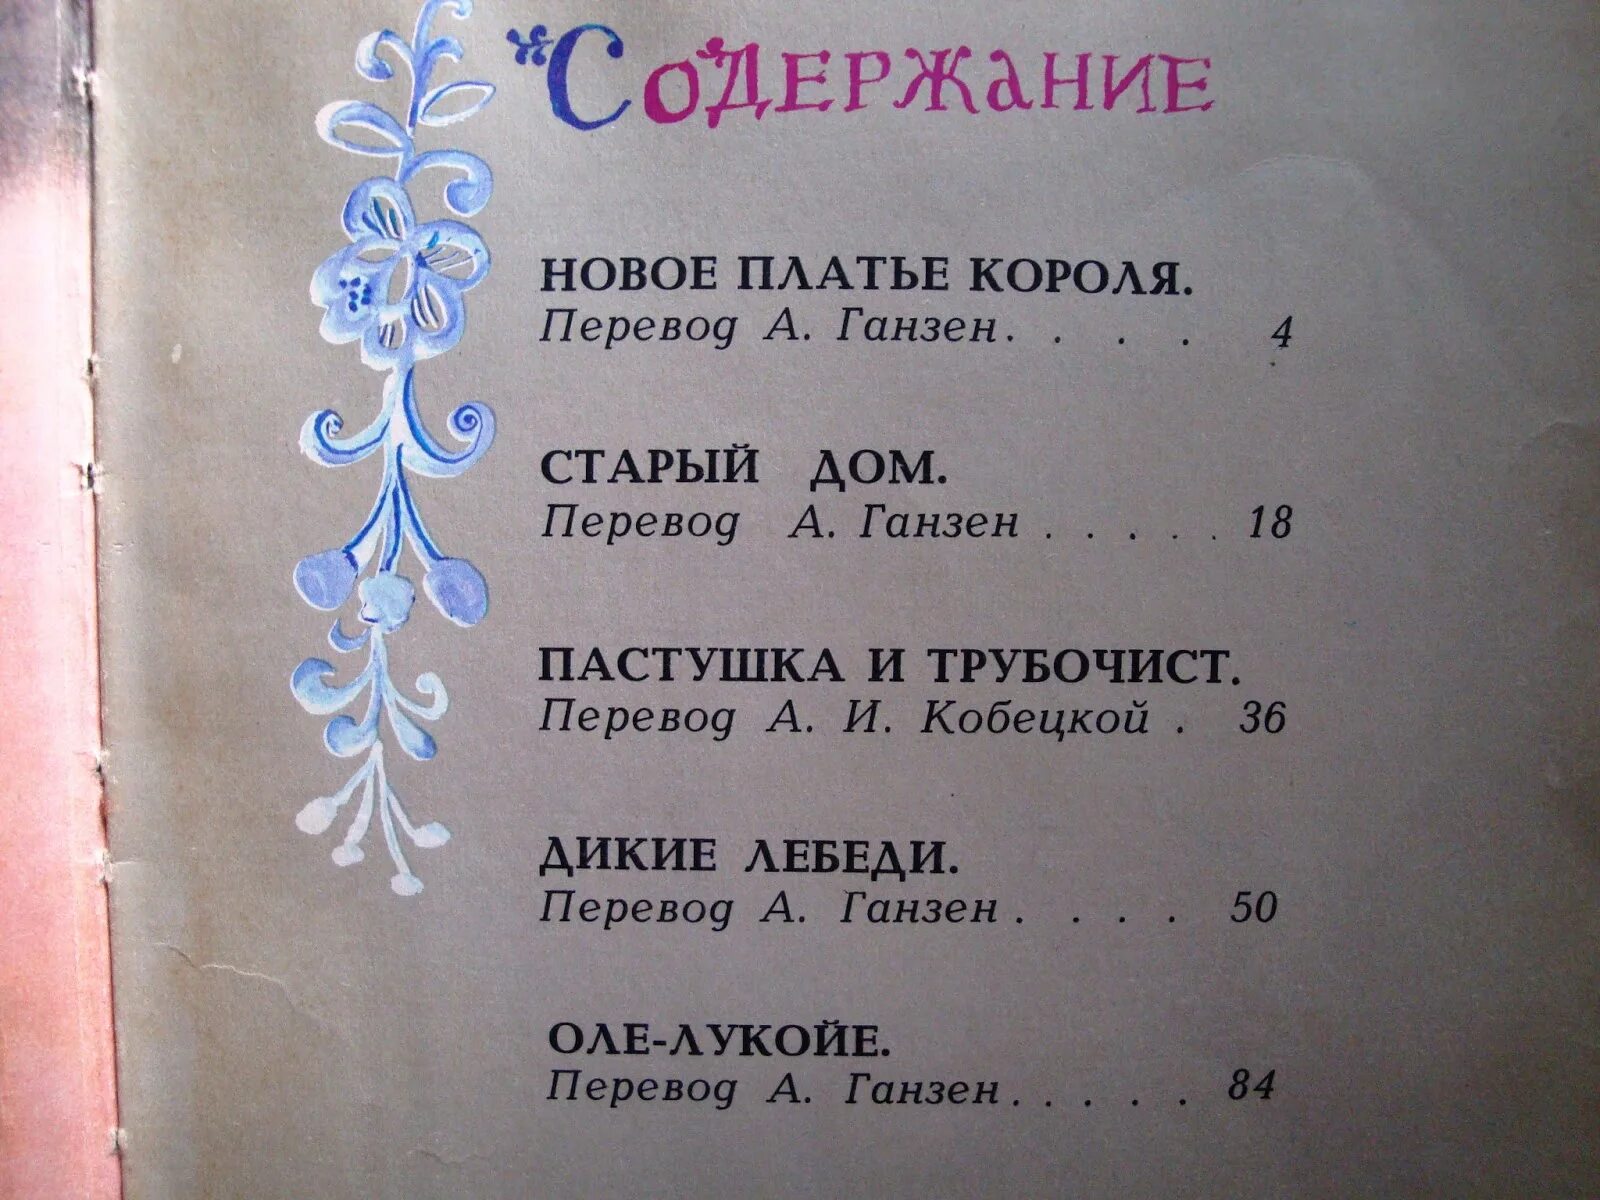 Содержание
НОВОЕ ПЛАТЬЕ КОРОЛЯ.
Перевод А. Ганзен. . . . 4
СТАРЫЙ ДОМ.
Перевод А. Ганзен . . . . . 18
ПАСТУШКА И ТРУБОЧИСТ.
Перевод А. И. Кобецкой . 36
ДИКИЕ ЛЕБЕДИ.
Перевод А. Ганзен . . . . 50
ОЛЕ-ЛУКОЙЕ.
Перевод А. Ганзен . . . . . 84